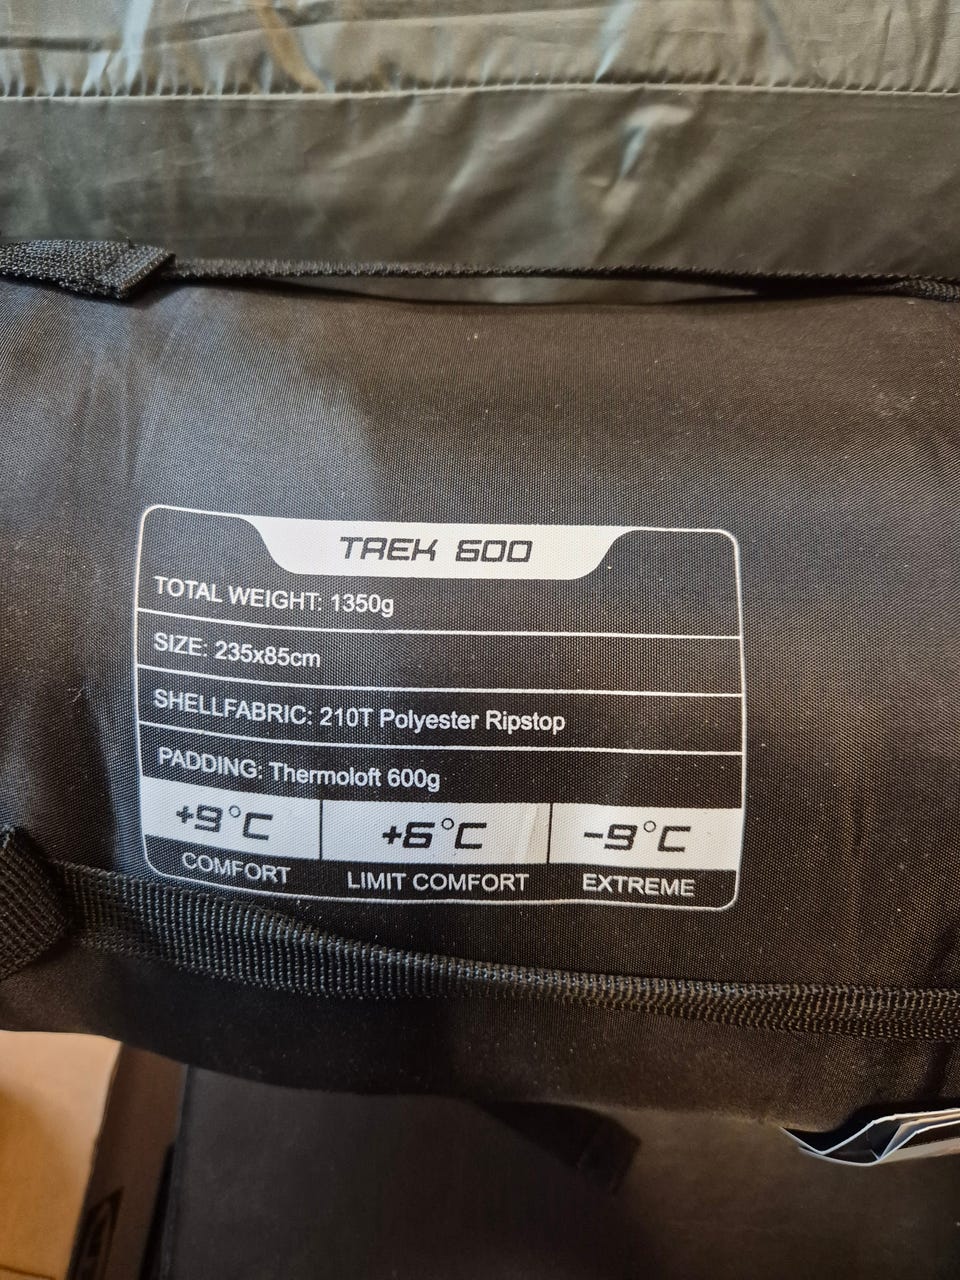 TREK 600
TOTAL WEIGHT: 1350g
SIZE: 235x85cm
SHELLFABRIC: 210T Polyester Ripstop
PADDING: Thermoloft 600g
+9°C +6°C -9°C
COMFORT LIMIT COMFORT EXTREME